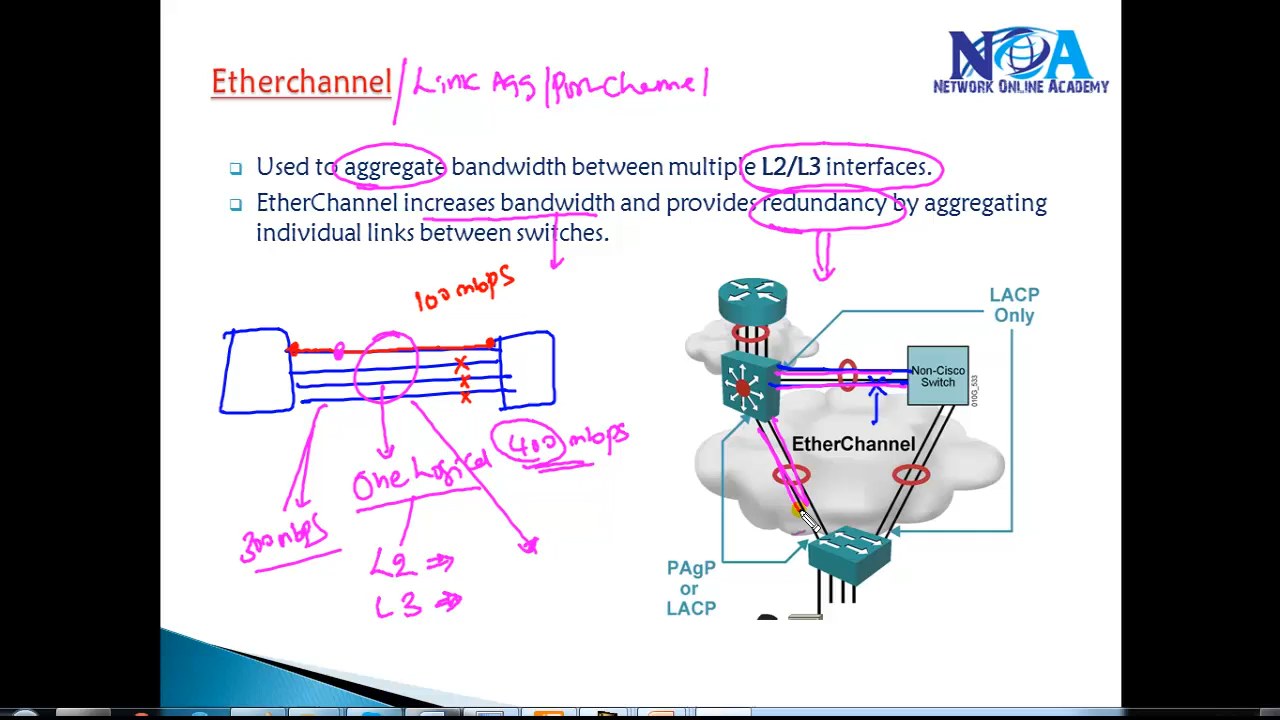 NOA
NETWORK ONLINE ACADEMY
Etherchannel / Link Agg | Port-Channel
Used to aggregate bandwidth between multiple L2/L3 interfaces.
EtherChannel increases bandwidth and provides redundancy by aggregating
individual links between switches.
100 mbps
400 mbps
One Logical
300 mbps
L2
L3
LACP
Only
Non-Cisco
Switch
010G_533
EtherChannel
PAgP
or
LACP